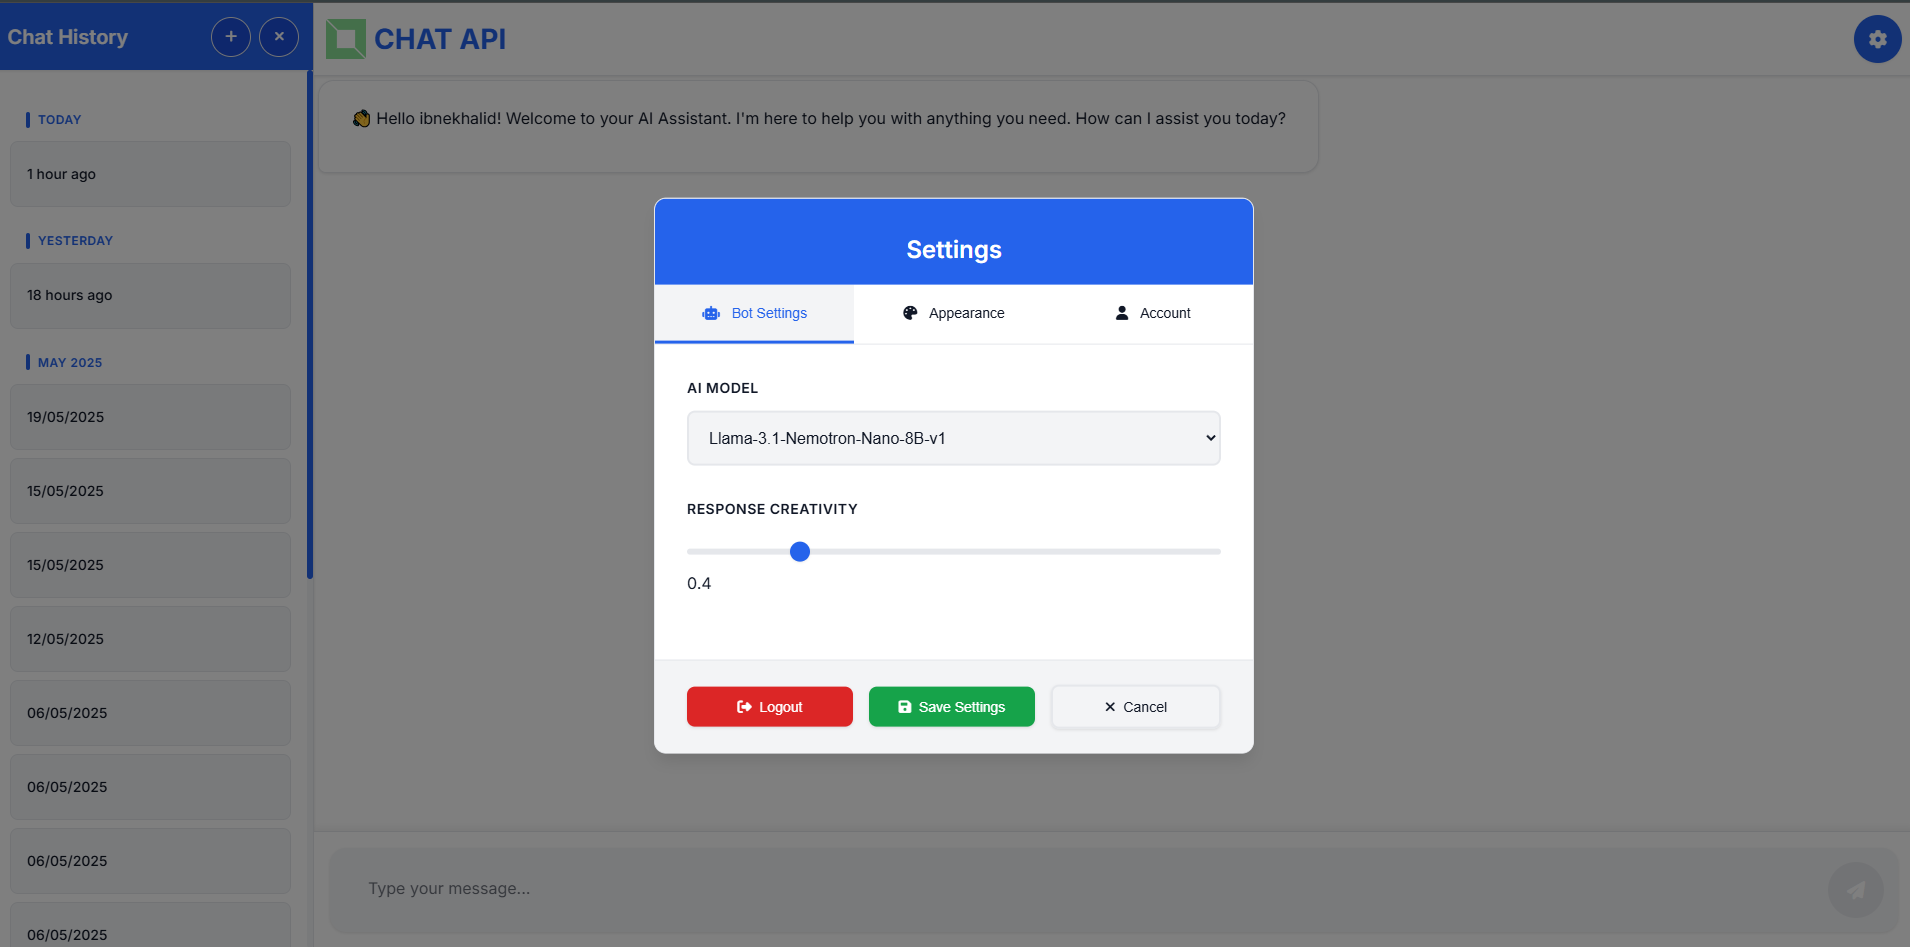 Chat History
CHAT API
TODAY
1 hour ago
YESTERDAY
18 hours ago
MAY 2025
19/05/2025
15/05/2025
15/05/2025
12/05/2025
06/05/2025
06/05/2025
06/05/2025
06/05/2025
👋 Hello ibnekhalid! Welcome to your AI Assistant. I'm here to help you with anything you need. How can I assist you today?
Settings
Bot Settings
Appearance
Account
AI MODEL
Llama-3.1-Nemotron-Nano-8B-v1
RESPONSE CREATIVITY
0.4
Logout
Save Settings
Cancel
Type your message...